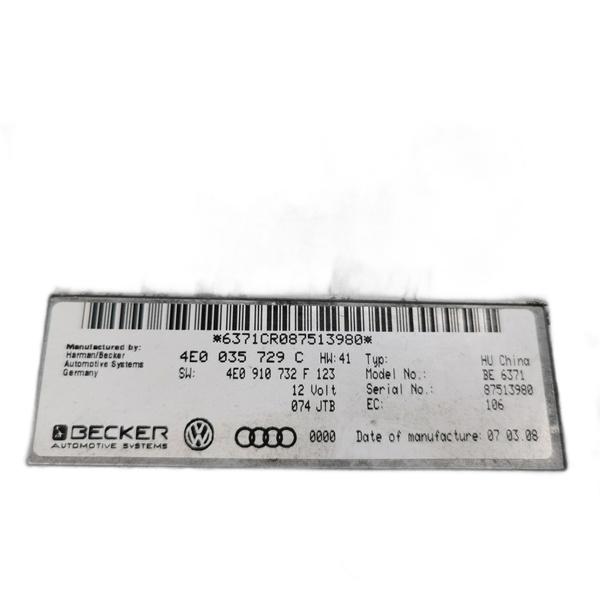 *6371CR087513980*
Manufactured by:
Harman/Becker
Automotive Systems
Germany
4E0 035 729 C HW: 41
SW: 4E0 910 732 F 123
12 Volt
074 JTB
Typ: HU China
Model No.: BE 6371
Serial No.: 87513980
EC: 106
BECKER
AUTOMOTIVE SYSTEMS
0000
Date of manufacture: 07 03.08